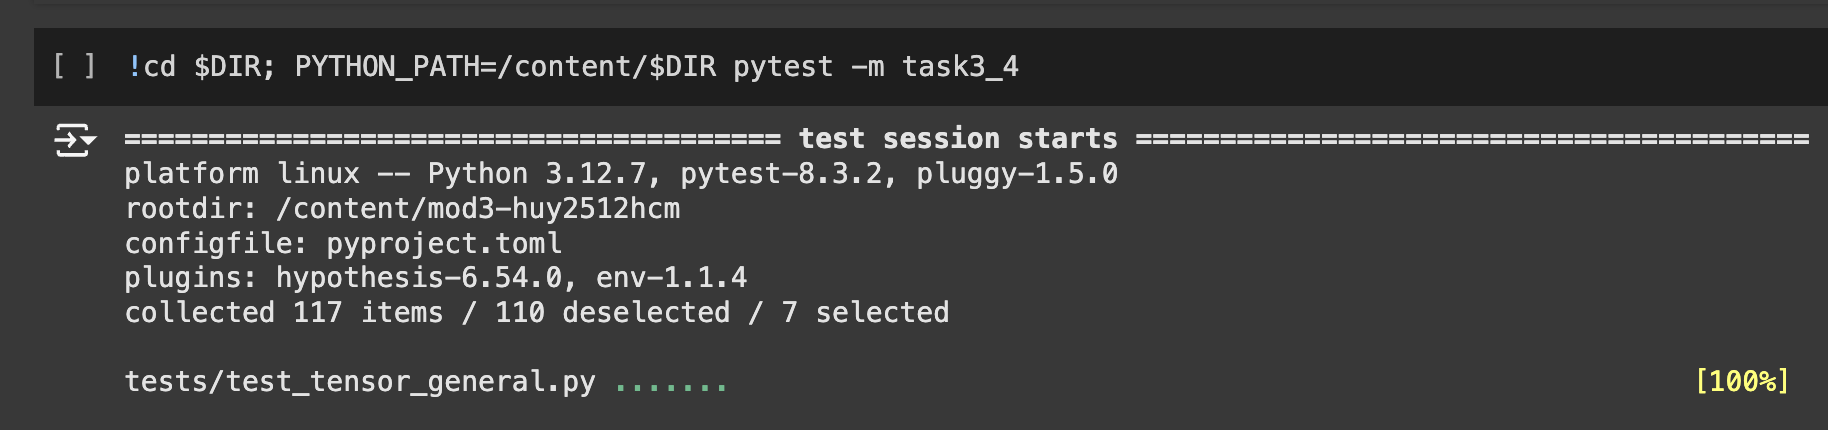 [ ] !cd $DIR; PYTHON_PATH=/content/$DIR pytest -m task3_4
======================================= test session starts ========================================
platform linux -- Python 3.12.7, pytest-8.3.2, pluggy-1.5.0
rootdir: /content/mod3-huy2512hcm
configfile: pyproject.toml
plugins: hypothesis-6.54.0, env-1.1.4
collected 117 items / 110 deselected / 7 selected
tests/test_tensor_general.py ....... [100%]